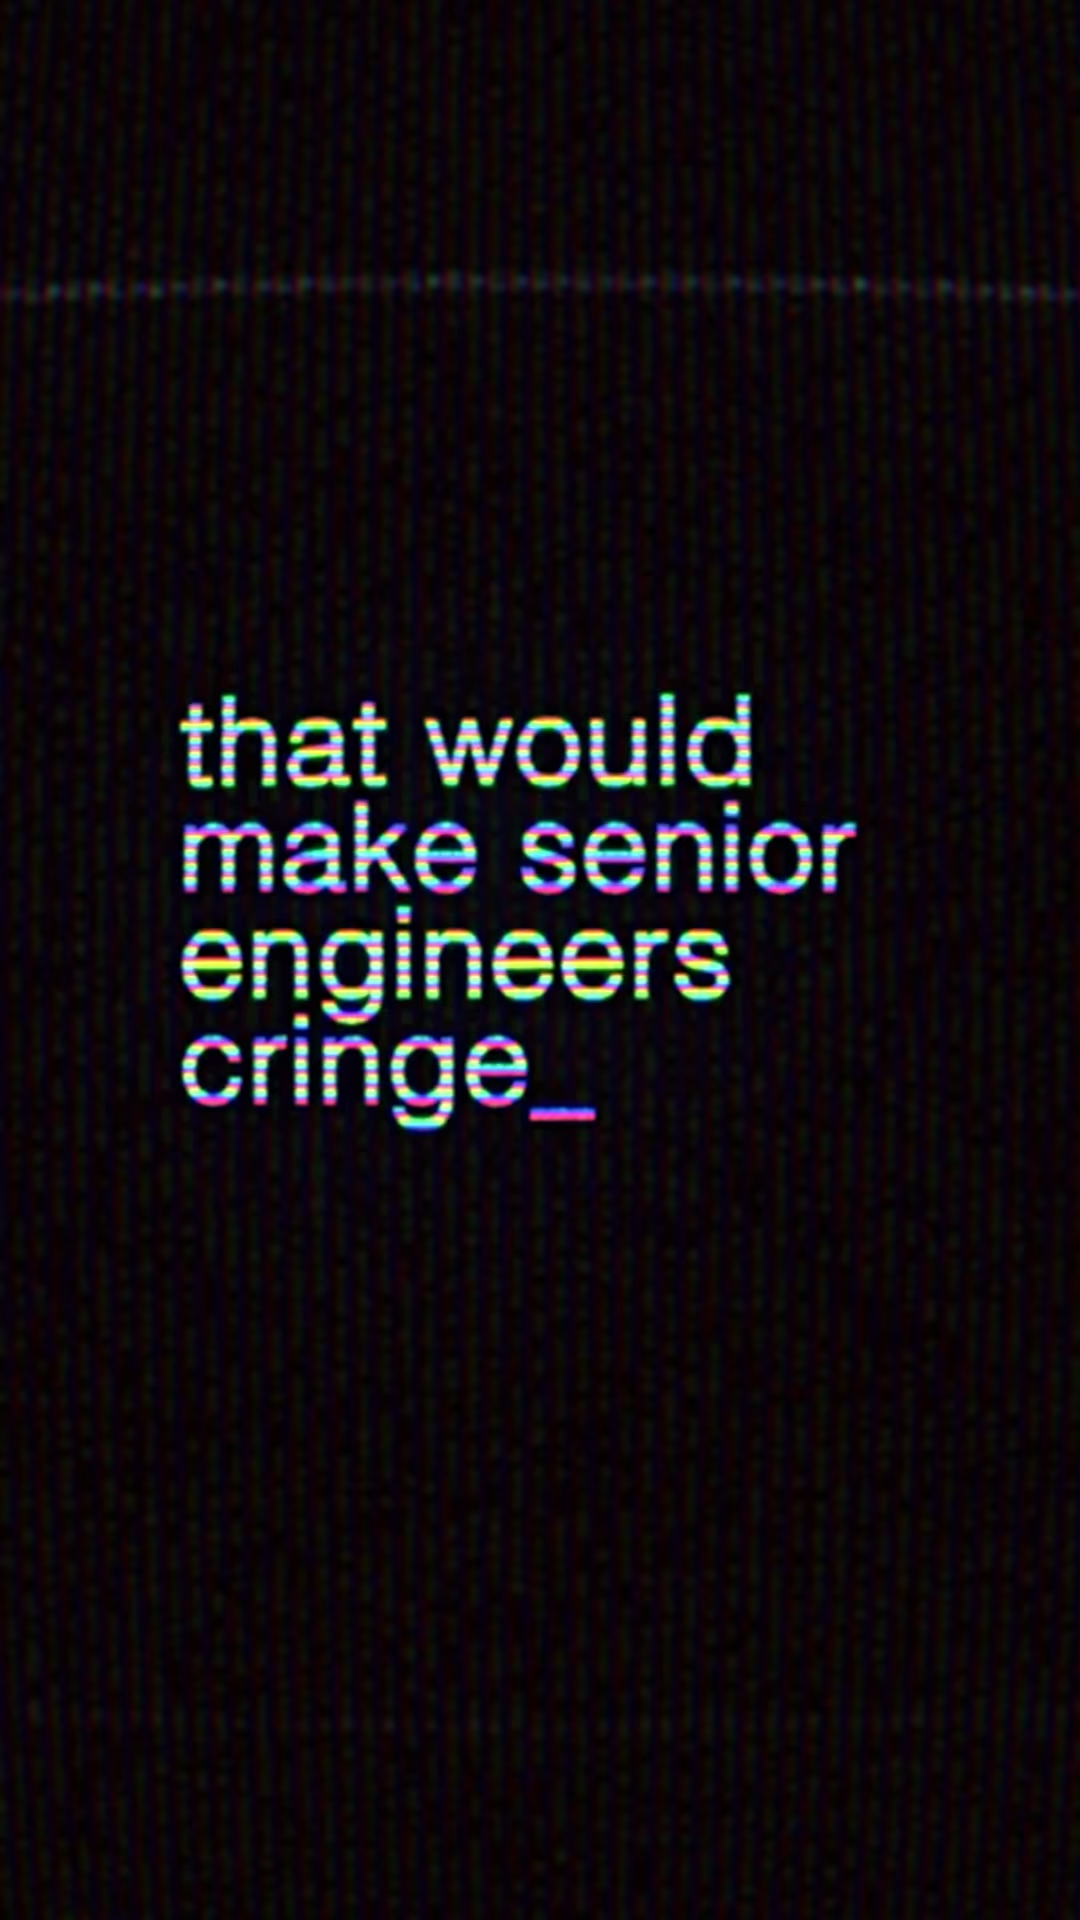 that would
make senior
engineers
cringe_